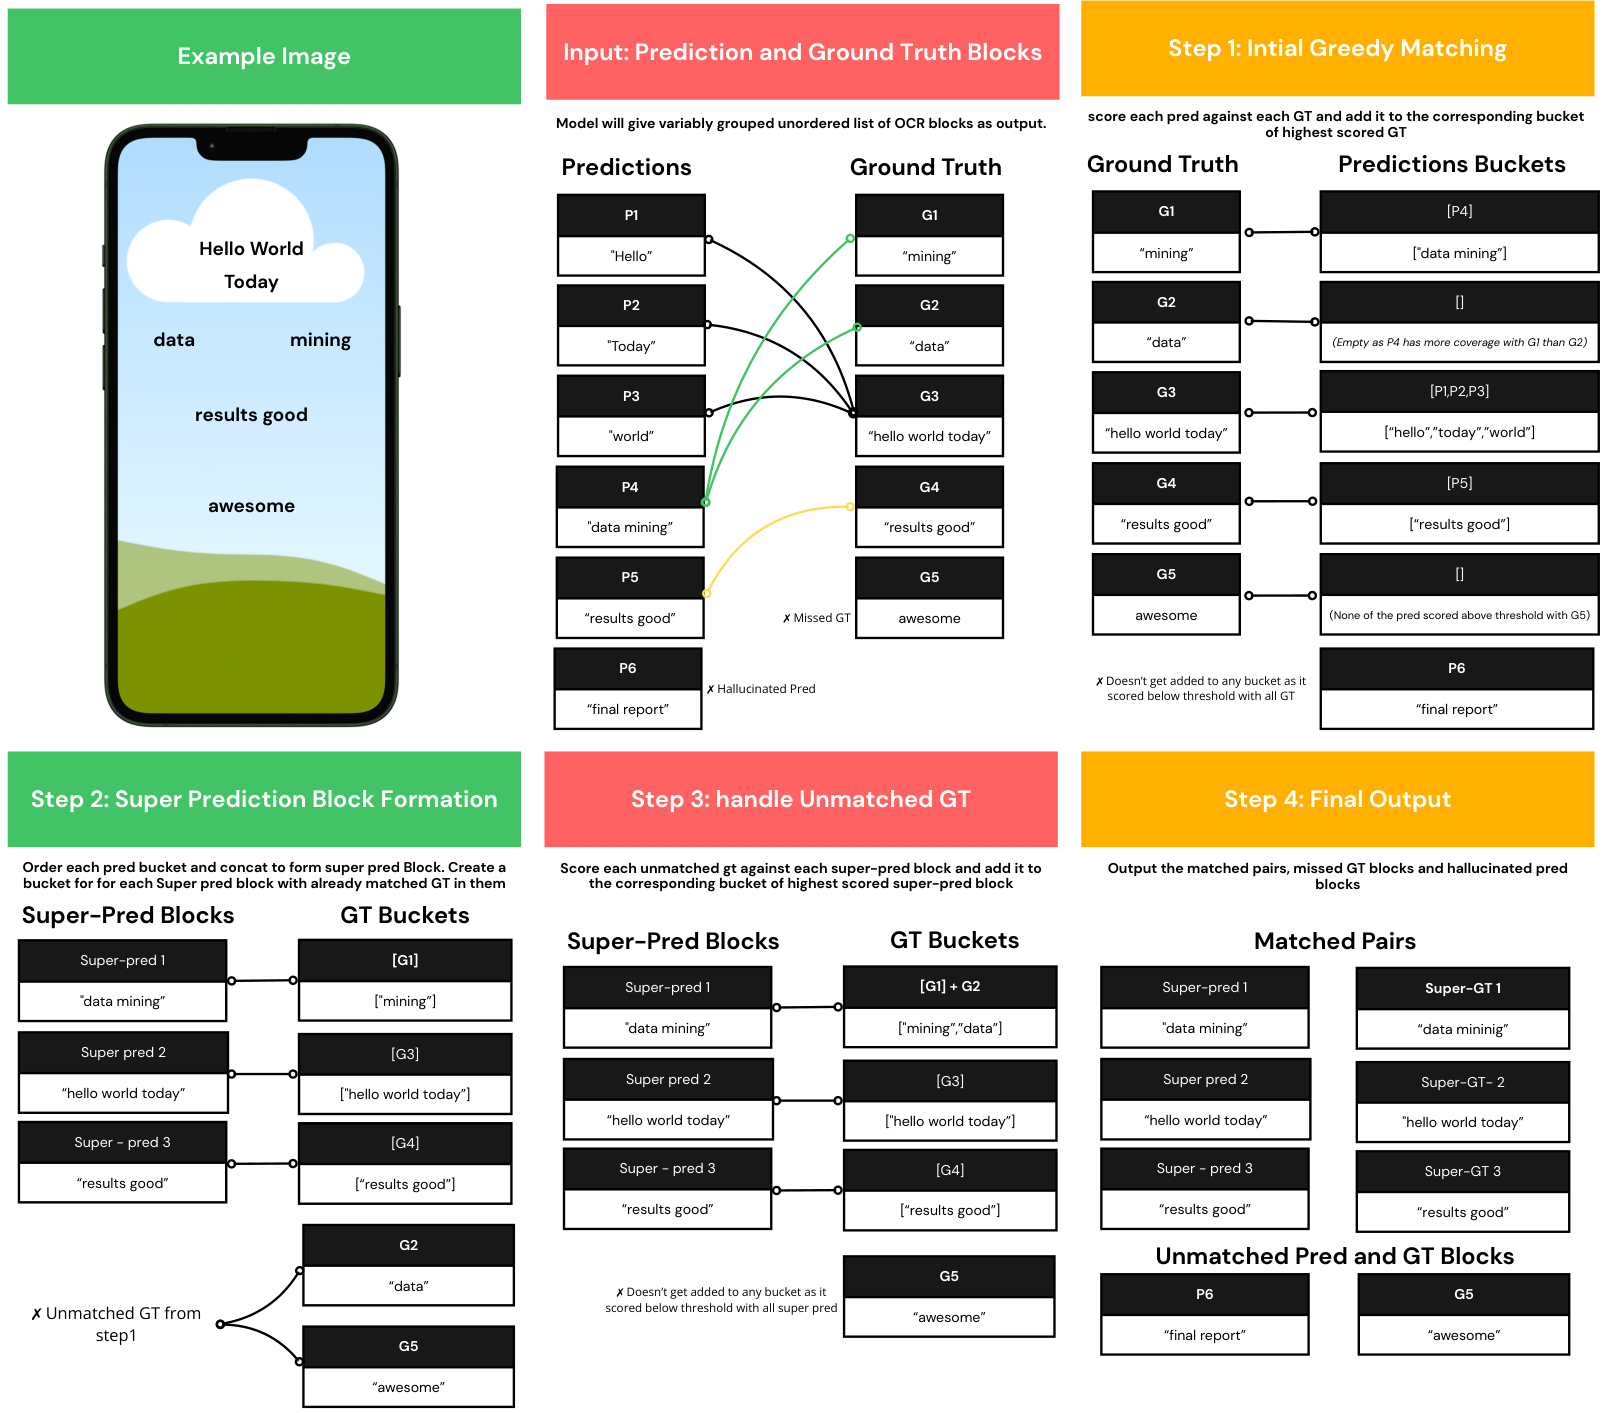 Example Image
Hello World
Today
data mining
results good
awesome
Input: Prediction and Ground Truth Blocks
Model will give variably grouped unordered list of OCR blocks as output.
Predictions Ground Truth
P1 G1
"Hello” “mining”
P2 G2
"Today” “data”
P3 G3
"world” “hello world today”
P4 G4
"data mining” “results good”
P5 G5
“results good” ✗ Missed GT awesome
P6
✗ Hallucinated Pred
“final report”
Step 1: Intial Greedy Matching
score each pred against each GT and add it to the corresponding bucket
of highest scored GT
Ground Truth Predictions Buckets
G1 [P4]
“mining” ["data mining”]
G2 []
“data” (Empty as P4 has more coverage with G1 than G2)
G3 [P1,P2,P3]
“hello world today” [“hello”,”today”,”world”]
G4 [P5]
“results good” [“results good”]
G5 []
awesome (None of the pred scored above threshold with G5)
P6
✗ Doesn’t get added to any bucket as it
scored below threshold with all GT
“final report”
Step 2: Super Prediction Block Formation
Order each pred bucket and concat to form super pred Block. Create a
bucket for for each Super pred block with already matched GT in them
Super-Pred Blocks GT Buckets
Super-pred 1 [G1]
"data mining” ["mining”]
Super pred 2 [G3]
“hello world today” ["hello world today”]
Super - pred 3 [G4]
“results good” [“results good”]
G2
“data”
✗ Unmatched GT from
step1
G5
“awesome”
Step 3: handle Unmatched GT
Score each unmatched gt against each super-pred block and add it to
the corresponding bucket of highest scored super-pred block
Super-Pred Blocks GT Buckets
Super-pred 1 [G1] + G2
"data mining” ["mining”,”data”]
Super pred 2 [G3]
“hello world today” ["hello world today”]
Super - pred 3 [G4]
“results good” [“results good”]
G5
✗ Doesn’t get added to any bucket as it
scored below threshold with all super pred
“awesome”
Step 4: Final Output
Output the matched pairs, missed GT blocks and hallucinated pred
blocks
Matched Pairs
Super-pred 1 Super-GT 1
"data mining” “data mininig”
Super pred 2 Super-GT- 2
“hello world today” "hello world today”
Super - pred 3 Super-GT 3
“results good” “results good”
Unmatched Pred and GT Blocks
P6 G5
“final report” “awesome”